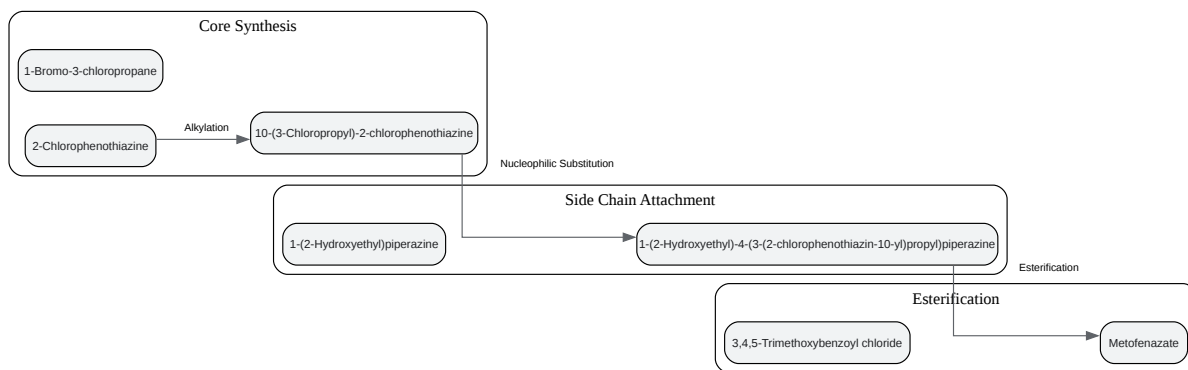 Core Synthesis
1-Bromo-3-chloropropane
2-Chlorophenothiazine
Alkylation
10-(3-Chloropropyl)-2-chlorophenothiazine
Nucleophilic Substitution
Side Chain Attachment
1-(2-Hydroxyethyl)piperazine
1-(2-Hydroxyethyl)-4-(3-(2-chlorophenothiazin-10-yl)propyl)piperazine
Esterification
Esterification
3,4,5-Trimethoxybenzoyl chloride
Metofenazate